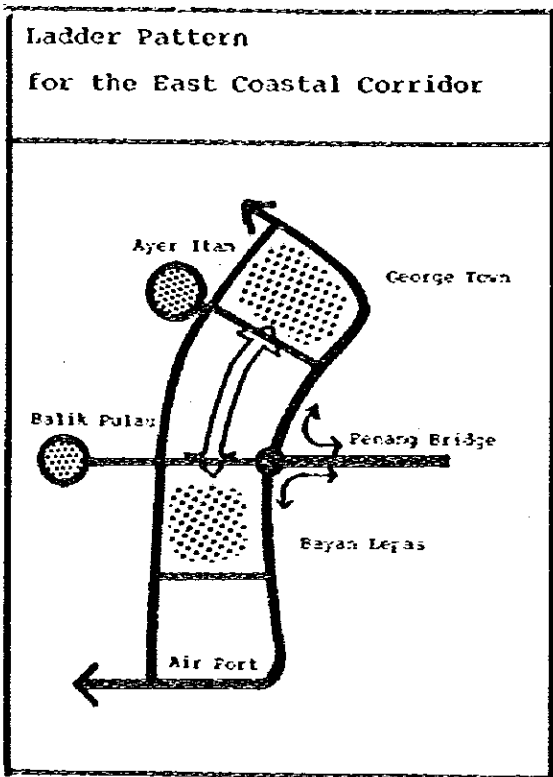 Ladder Pattern
for the East Coastal Corridor
Ayer Itam
George Town
Balik Pulau
Penang Bridge
Bayan Lepas
Air Port